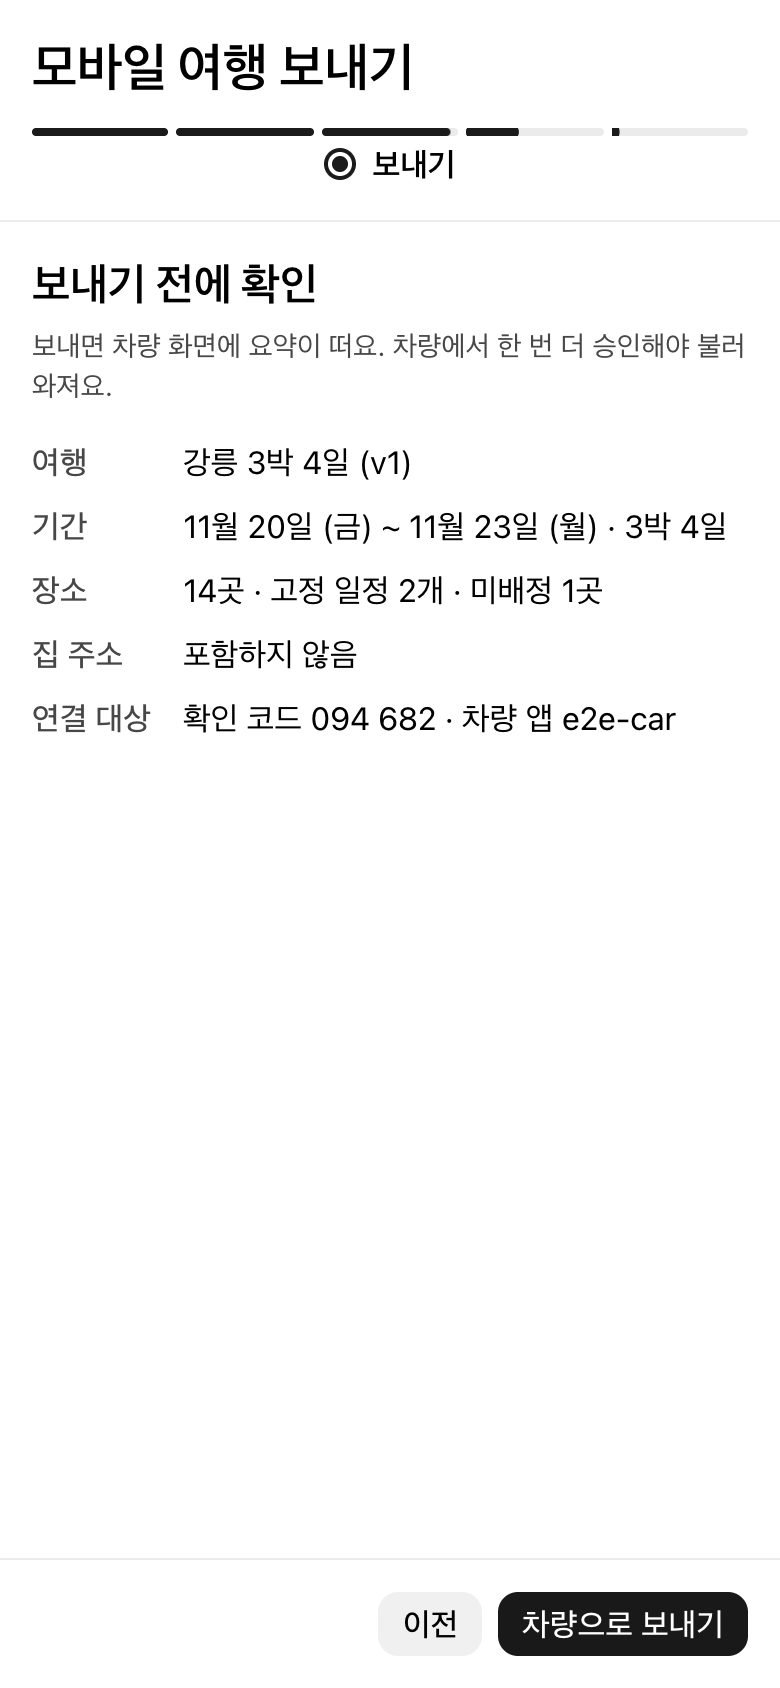 모바일 여행 보내기
보내기
보내기 전에 확인
보내면 차량 화면에 요약이 떠요. 차량에서 한 번 더 승인해야 불러
와져요.
여행 강릉 3박 4일 (v1)
기간 11월 20일 (금) ~ 11월 23일 (월) · 3박 4일
장소 14곳 · 고정 일정 2개 · 미배정 1곳
집 주소 포함하지 않음
연결 대상 확인 코드 094 682 · 차량 앱 e2e-car
이전 차량으로 보내기